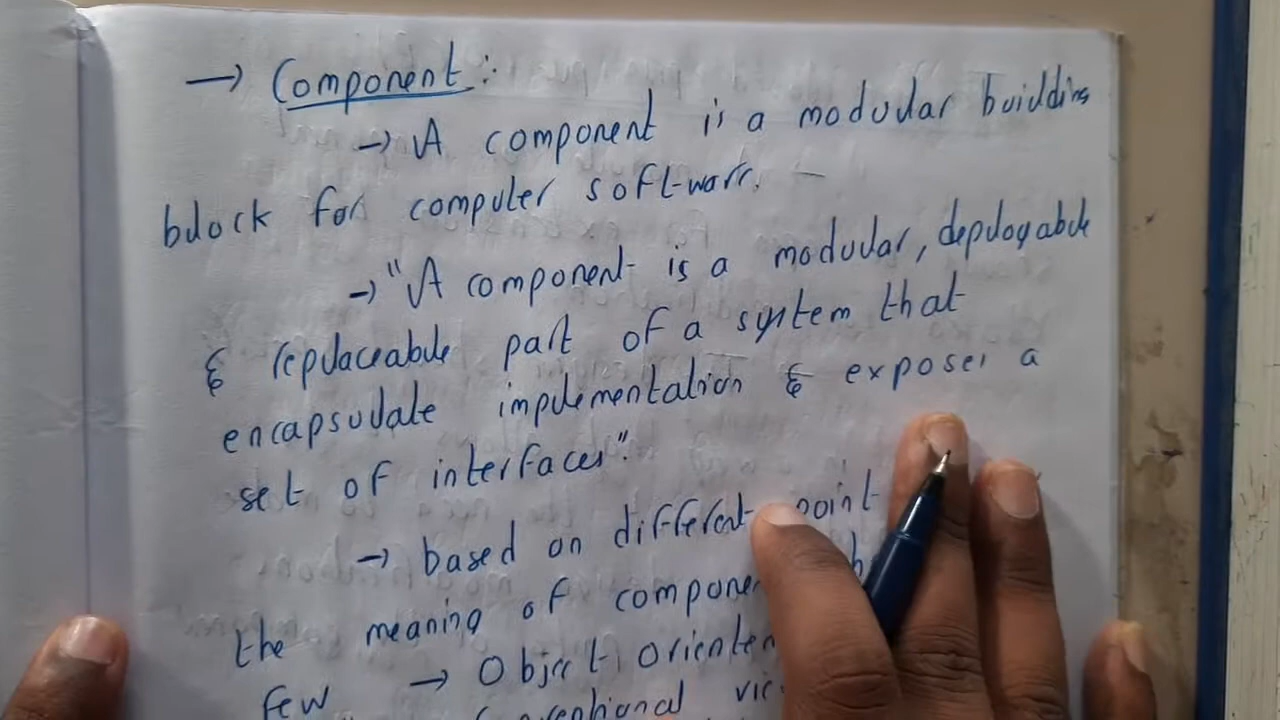 → Component:
→ A component is a modular building
block for computer software.
→ "A component is a modular, deployable
& replaceable part of a system that
encapsulate implementation & exposes a
set of interfaces".
→ based on different point
the meaning of
few → Object oriented